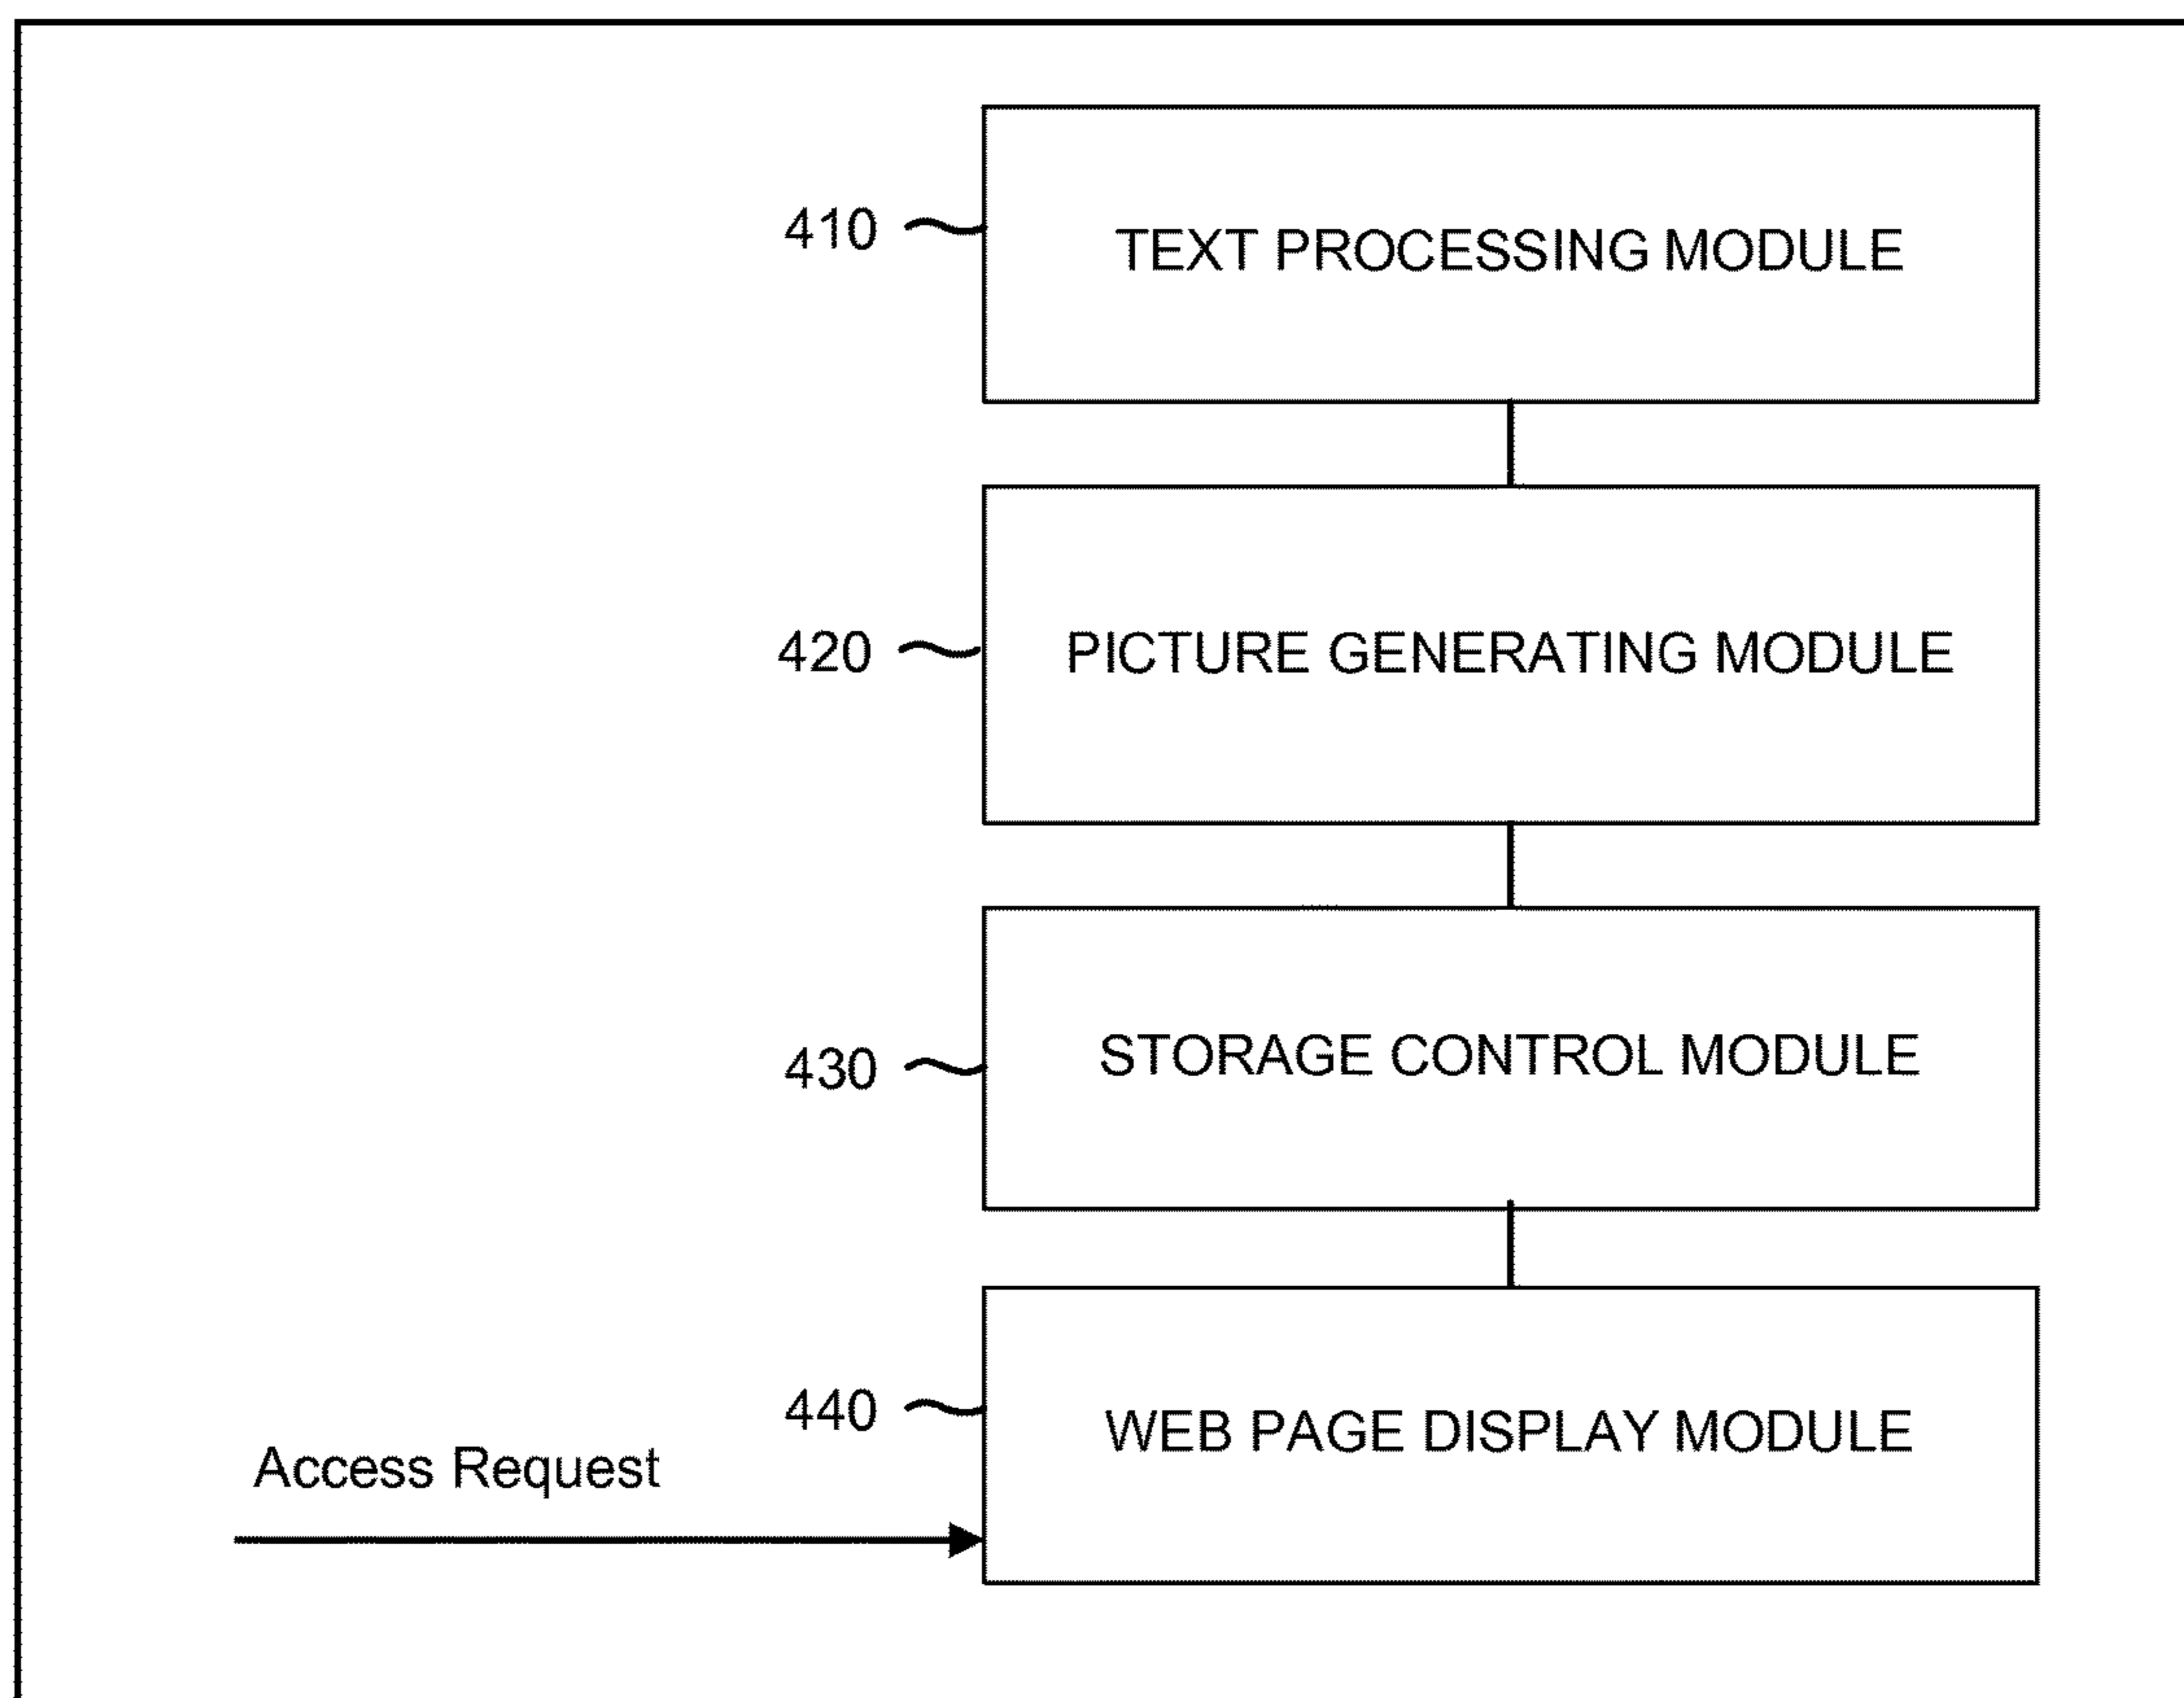 410
TEXT PROCESSING MODULE
420
PICTURE GENERATING MODULE
430
STORAGE CONTROL MODULE
440
WEB PAGE DISPLAY MODULE
Access Request